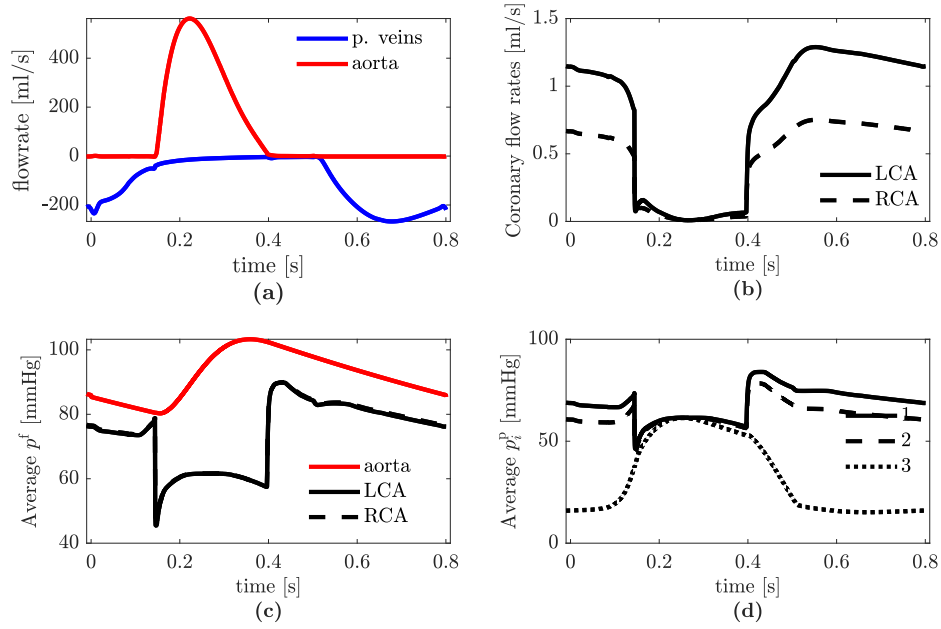 flowrate [ml/s]
400
200
0
-200
p. veins
aorta
0 0.2 0.4 0.6 0.8
time [s]
(a)
Coronary flow rates [ml/s]
1.5
1
0.5
0
LCA
RCA
0 0.2 0.4 0.6 0.8
time [s]
(b)
Average p^f [mmHg]
100
80
60
40
aorta
LCA
RCA
0 0.2 0.4 0.6 0.8
time [s]
(c)
Average p_i^p [mmHg]
100
50
0
1
2
3
0 0.2 0.4 0.6 0.8
time [s]
(d)